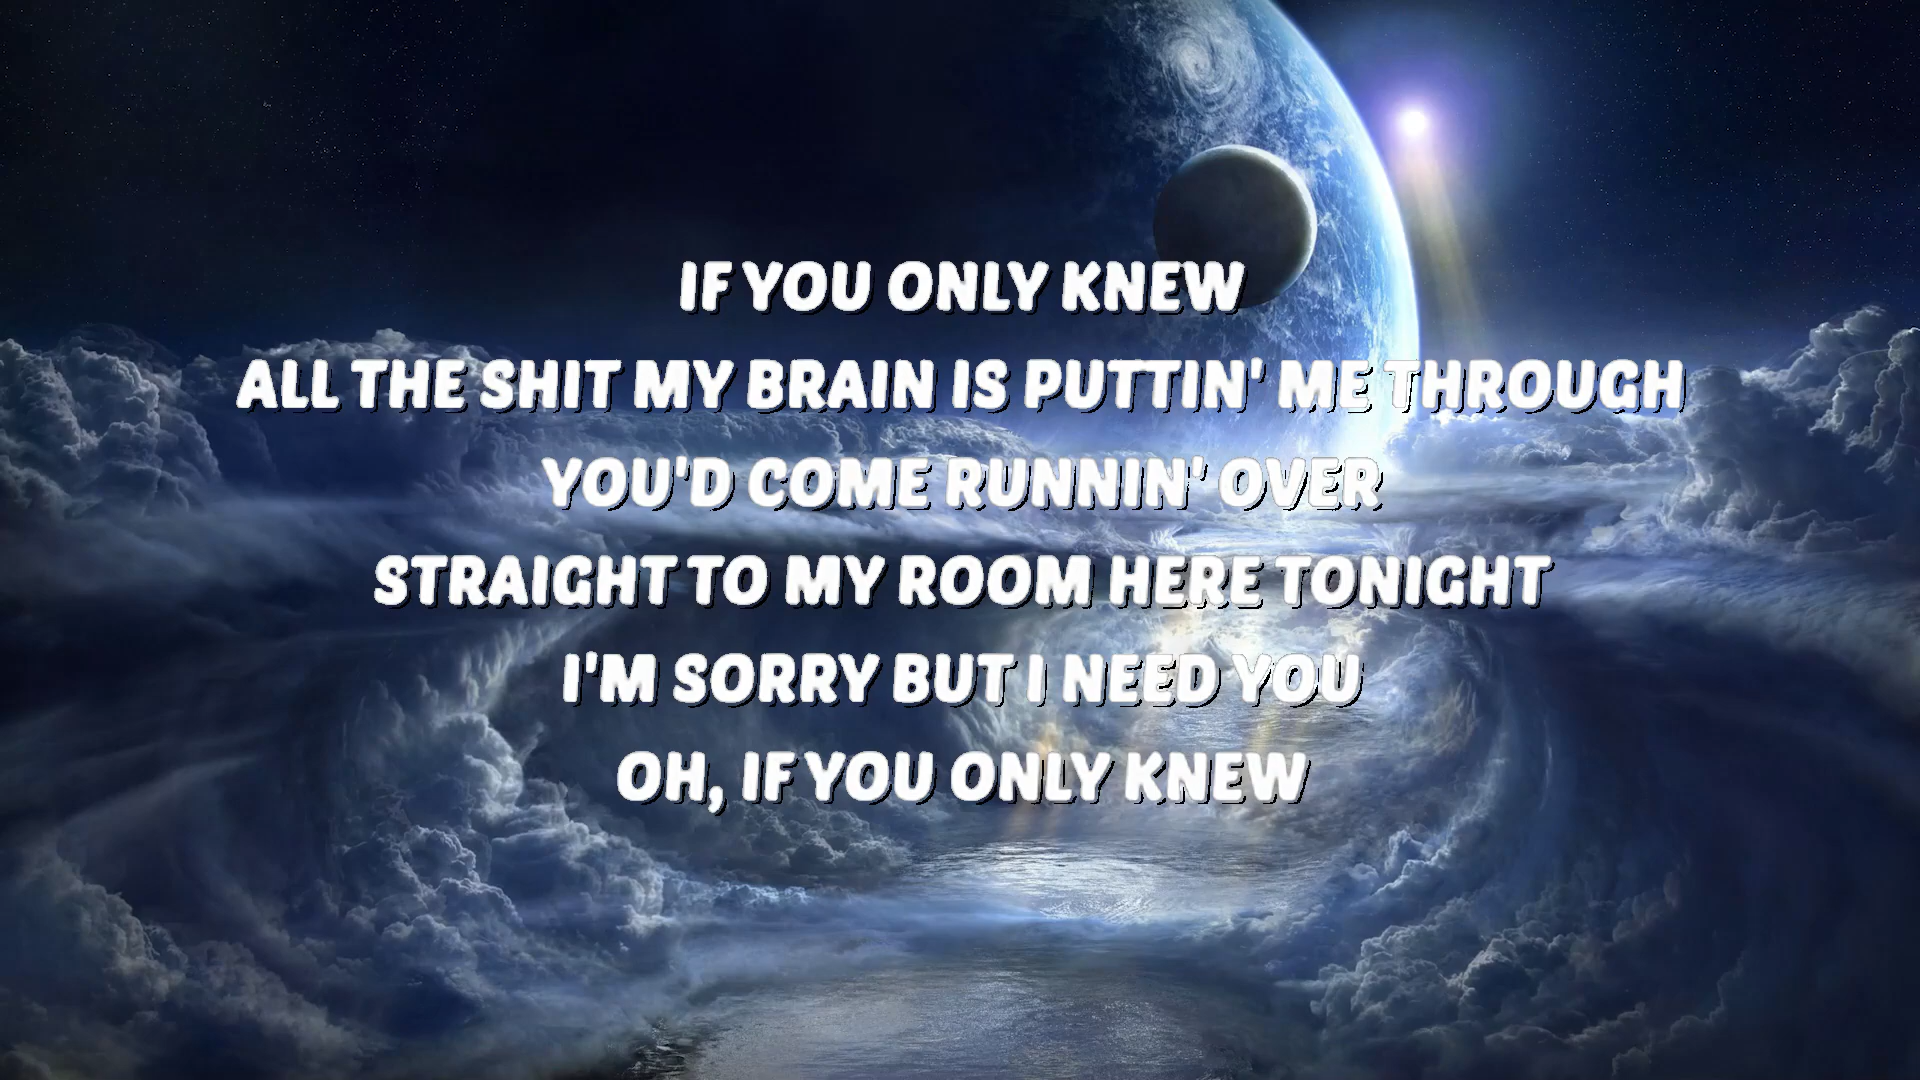 IF YOU ONLY KNEW
ALL THE SHIT MY BRAIN IS PUTTIN' ME THROUGH
YOU'D COME RUNNIN' OVER
STRAIGHT TO MY ROOM HERE TONIGHT
I'M SORRY BUT I NEED YOU
OH, IF YOU ONLY KNEW